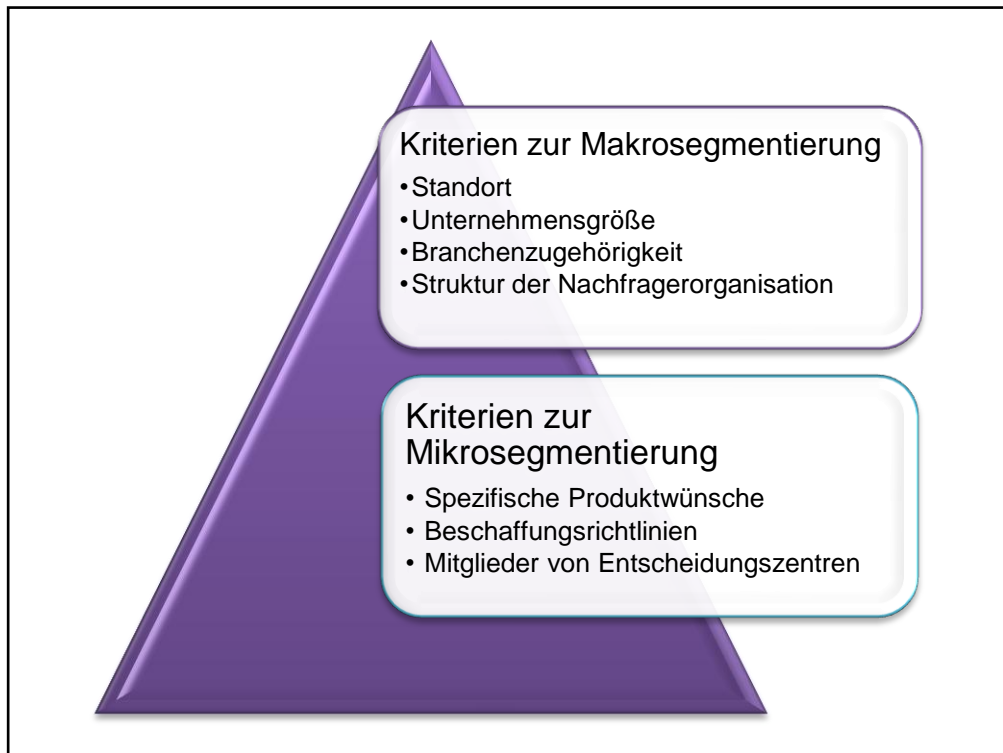 Kriterien zur Makrosegmentierung
•Standort
•Unternehmensgröße
•Branchenzugehörigkeit
•Struktur der Nachfragerorganisation
Kriterien zur
Mikrosegmentierung
• Spezifische Produktwünsche
• Beschaffungsrichtlinien
• Mitglieder von Entscheidungszentren